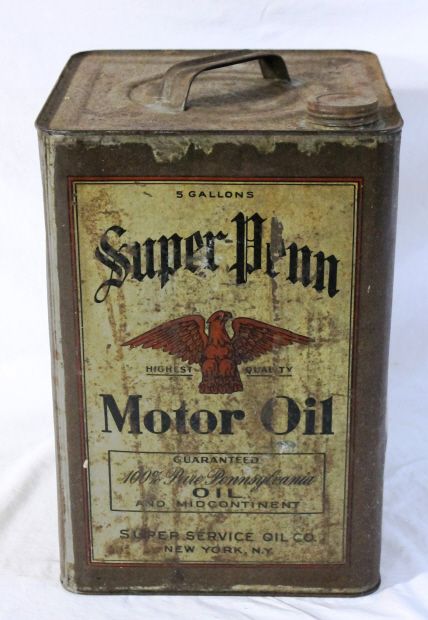 5 GALLONS
Super Penn
HIGHEST QUALITY
Motor Oil
GUARANTEED
100% Pure Pennsylvania
OIL
AND MIDCONTINENT
SUPER SERVICE OIL CO.
NEW YORK, N.Y.